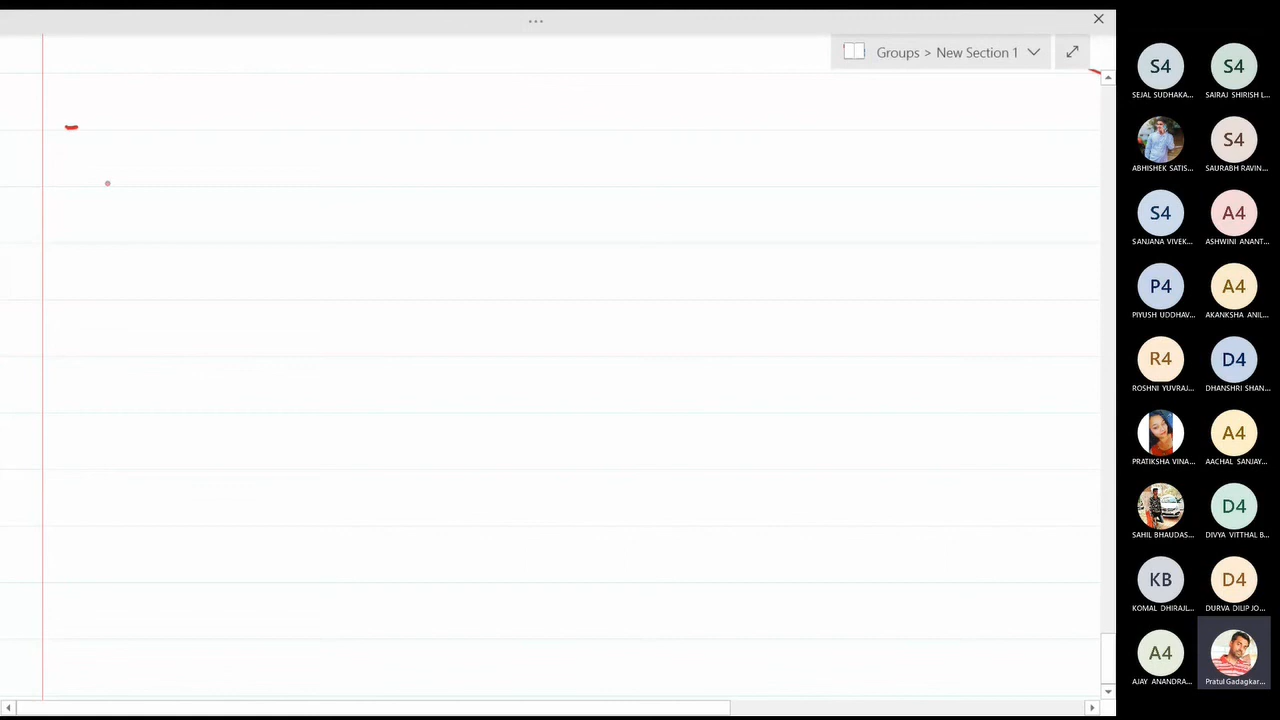 Groups > New Section 1
S4
SEJAL SUDHAKA...
S4
SAIRAJ SHIRISH L...
ABHISHEK SATIS...
S4
SAURABH RAVIN...
S4
SANJANA VIVEK...
A4
ASHWINI ANANT...
P4
PIYUSH UDDHAV...
A4
AKANKSHA ANIL...
R4
ROSHNI YUVRAJ...
D4
DHANSHRI SHAN...
PRATIKSHA VINA...
A4
AACHAL SANJAY...
SAHIL BHAUDAS...
D4
DIVYA VITTHAL B...
KB
KOMAL DHIRAJL...
D4
DURVA DILIP JO...
A4
AJAY ANANDRA...
Pratul Gadagkar...